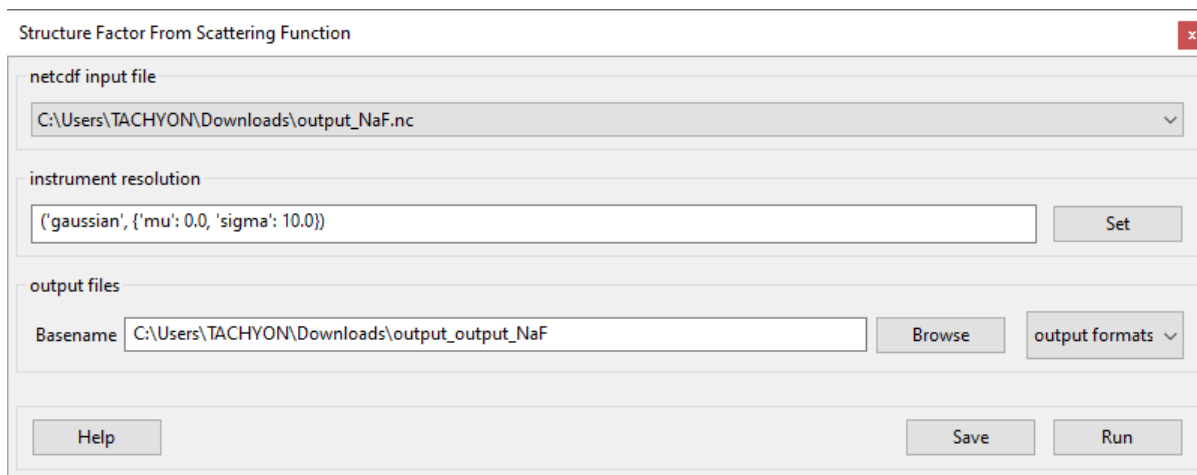 Structure Factor From Scattering Function
x
netcdf input file
C:\Users\TACHYON\Downloads\output_NaF.nc
instrument resolution
('gaussian', {'mu': 0.0, 'sigma': 10.0})
Set
output files
Basename C:\Users\TACHYON\Downloads\output_output_NaF Browse output formats
Help Save Run